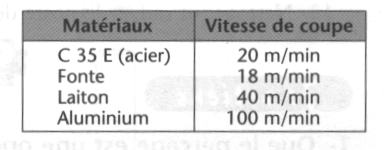 Matériaux Vitesse de coupe
C 35 E (acier) 20 m/min
Fonte 18 m/min
Laiton 40 m/min
Aluminium 100 m/min